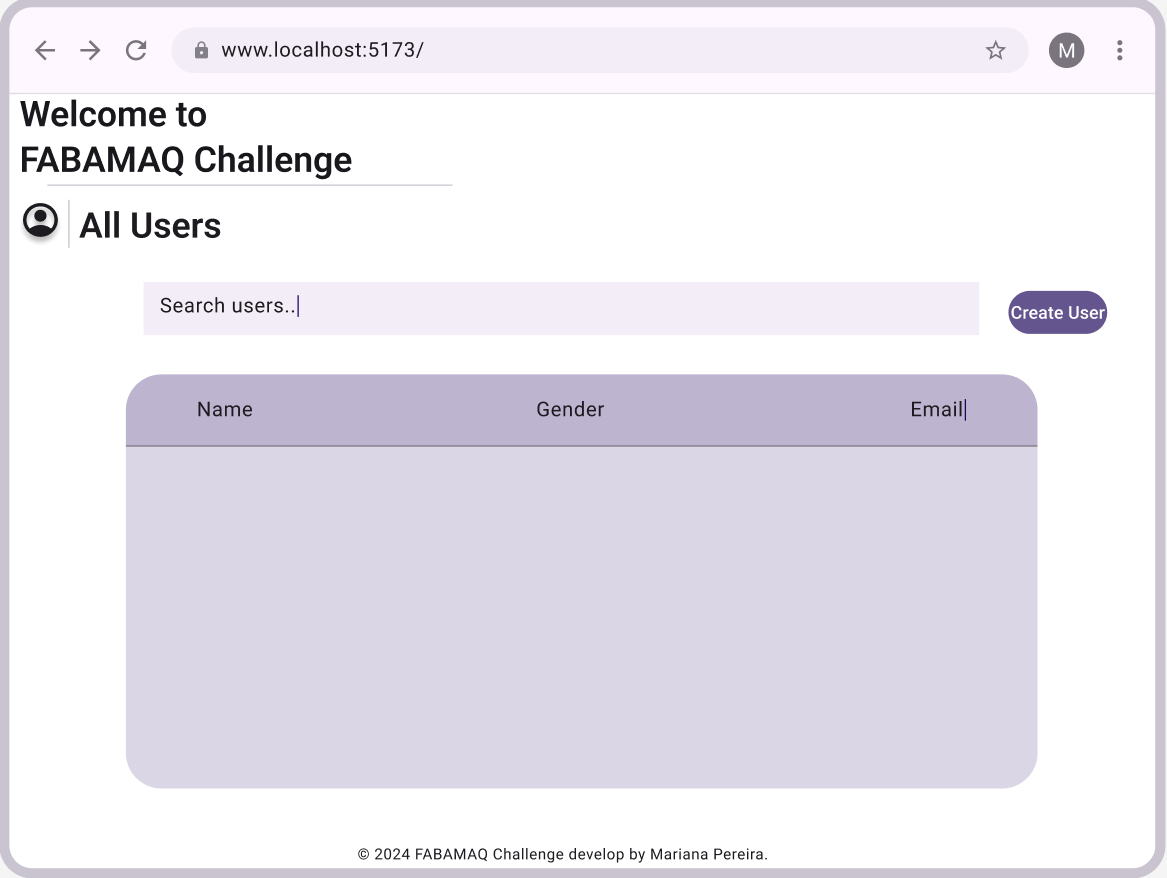 www.localhost:5173/
M
Welcome to
FABAMAQ Challenge
All Users
Search users..
Create User
Name Gender Email
© 2024 FABAMAQ Challenge develop by Mariana Pereira.